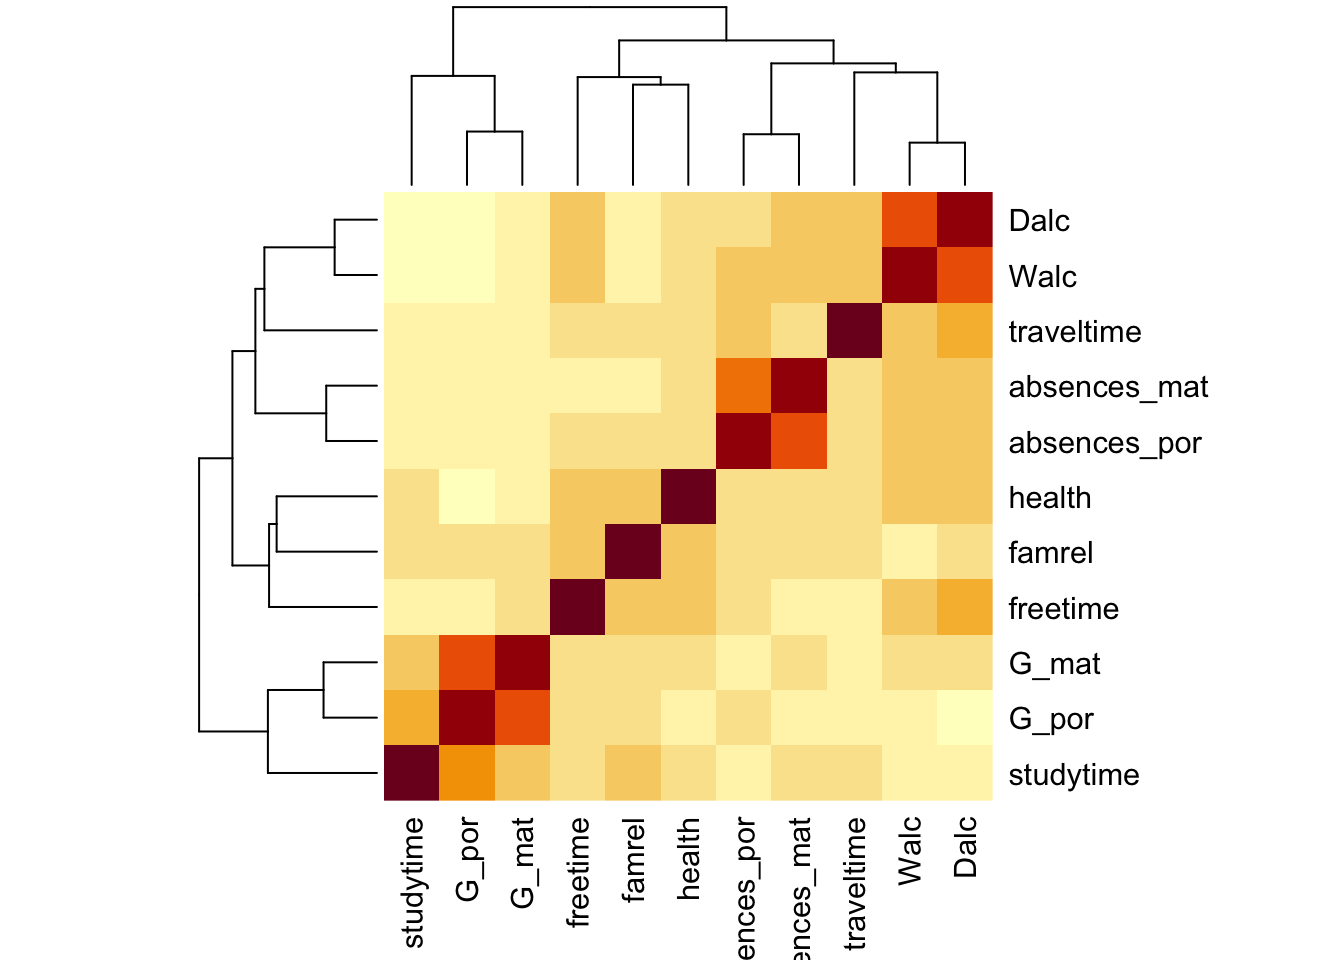 Dalc
Walc
traveltime
absences_mat
absences_por
health
famrel
freetime
G_mat
G_por
studytime
studytime
G_por
G_mat
freetime
famrel
health
ences_por
ences_mat
traveltime
Walc
Dalc